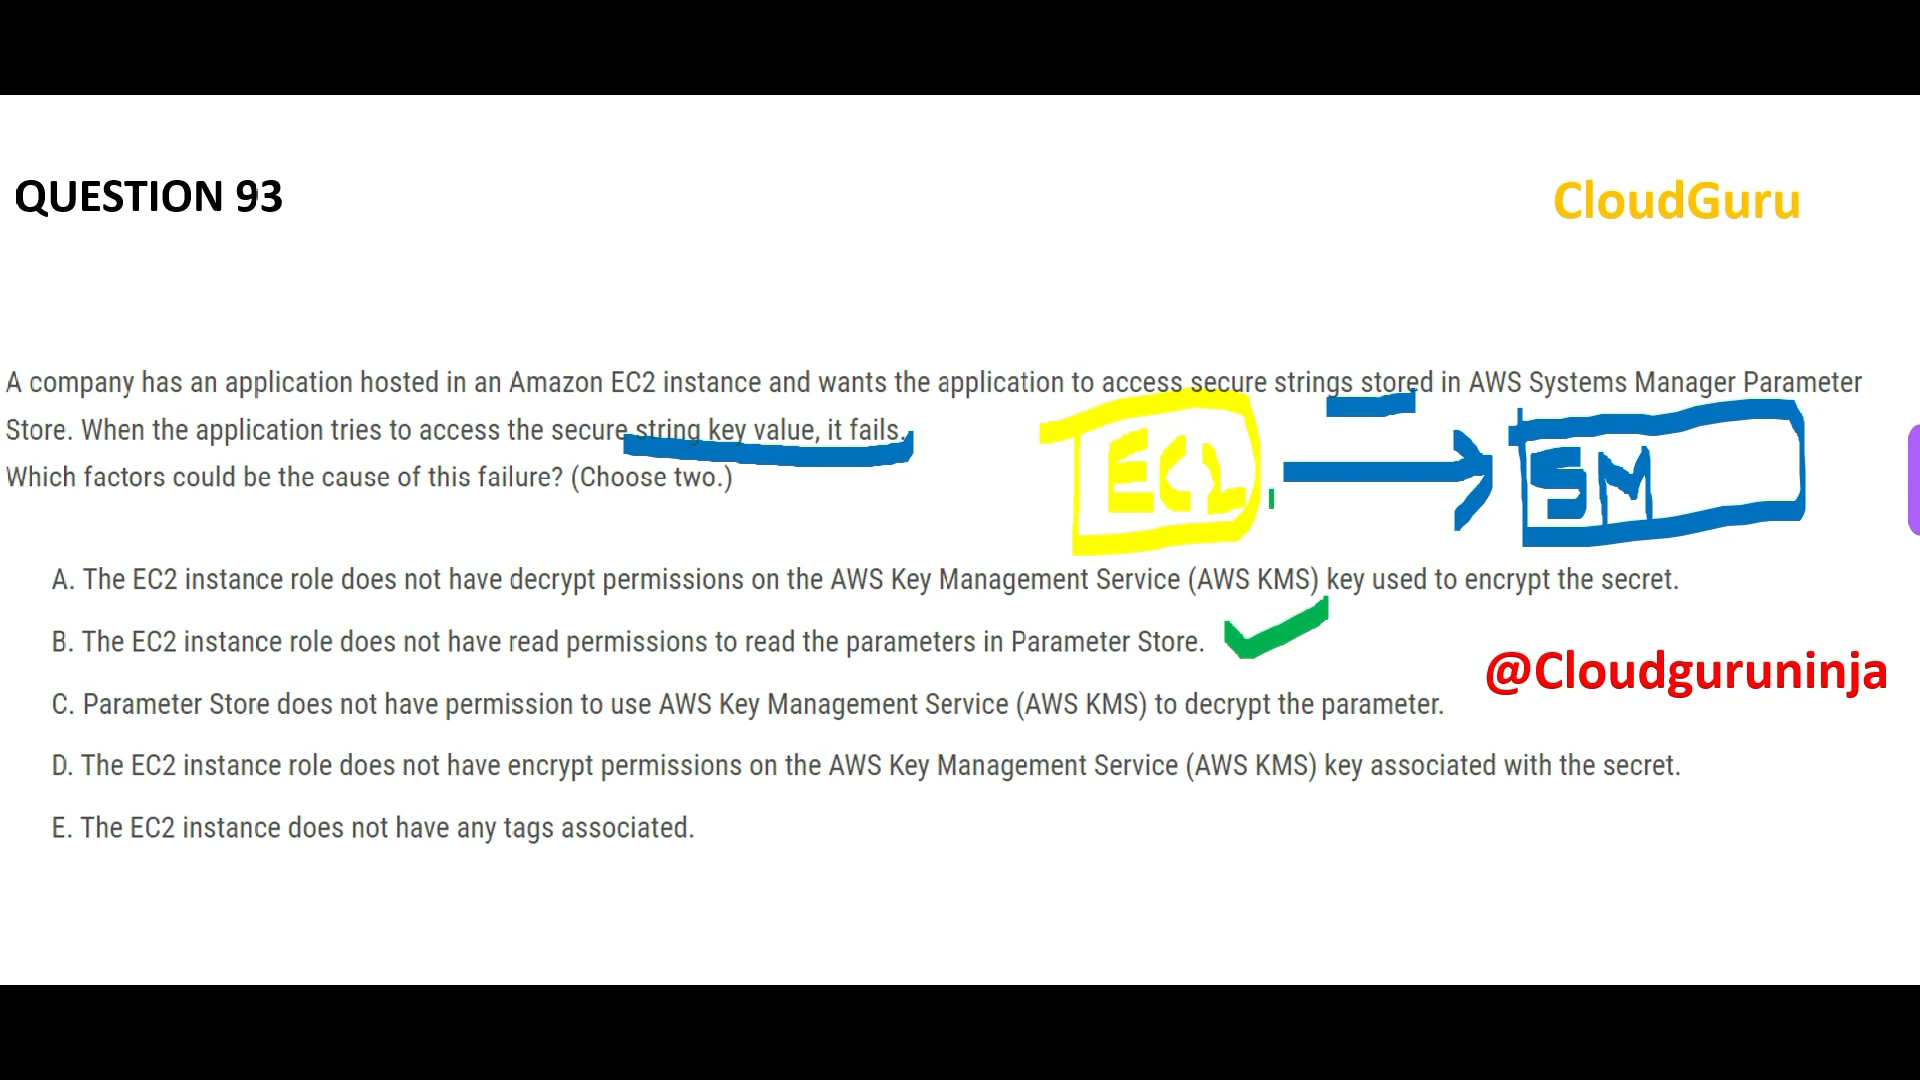 QUESTION 93
CloudGuru
A company has an application hosted in an Amazon EC2 instance and wants the application to access secure strings stored in AWS Systems Manager Parameter
Store. When the application tries to access the secure string key value, it fails.
Which factors could be the cause of this failure? (Choose two.)
EC2
SM
A. The EC2 instance role does not have decrypt permissions on the AWS Key Management Service (AWS KMS) key used to encrypt the secret.
B. The EC2 instance role does not have read permissions to read the parameters in Parameter Store.
@Cloudguruninja
C. Parameter Store does not have permission to use AWS Key Management Service (AWS KMS) to decrypt the parameter.
D. The EC2 instance role does not have encrypt permissions on the AWS Key Management Service (AWS KMS) key associated with the secret.
E. The EC2 instance does not have any tags associated.